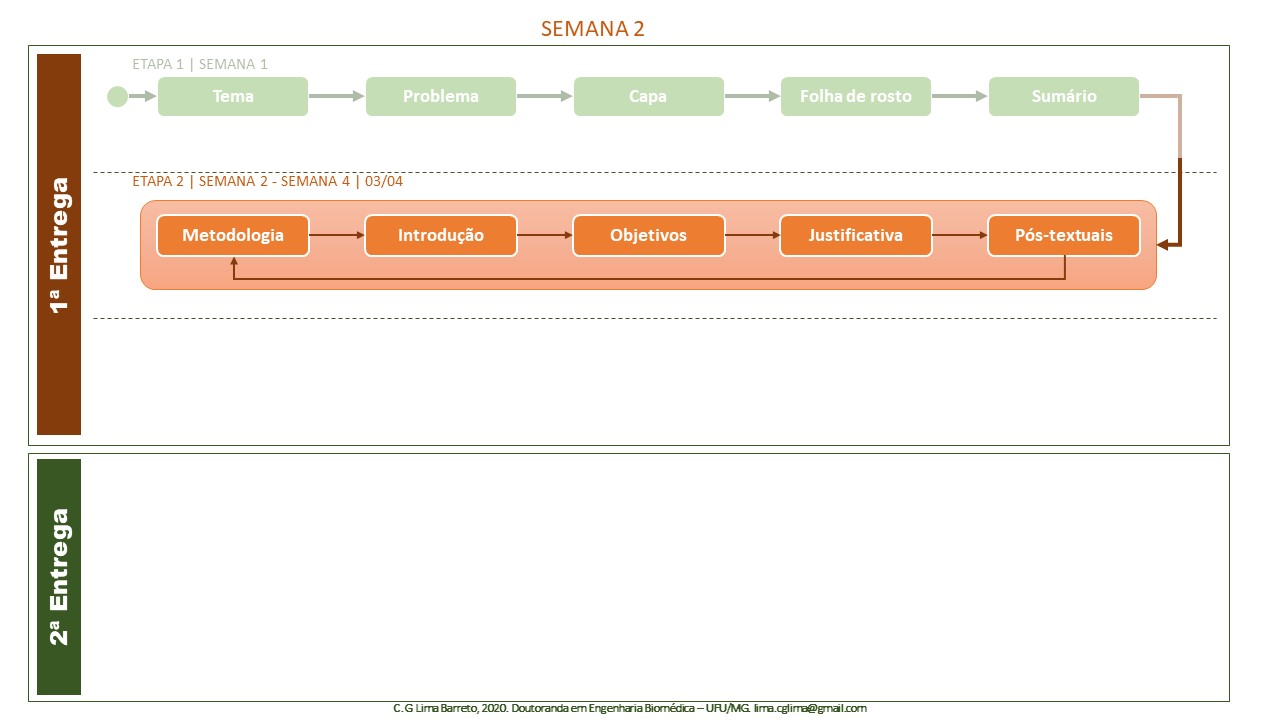 SEMANA 2
1ª Entrega
ETAPA 1 | SEMANA 1
Tema
Problema
Capa
Folha de rosto
Sumário
ETAPA 2 | SEMANA 2 - SEMANA 4 | 03/04
Metodologia
Introdução
Objetivos
Justificativa
Pós-textuais
2ª Entrega
C. G Lima Barreto, 2020. Doutoranda em Engenharia Biomédica – UFU/MG. lima.cglima@gmail.com